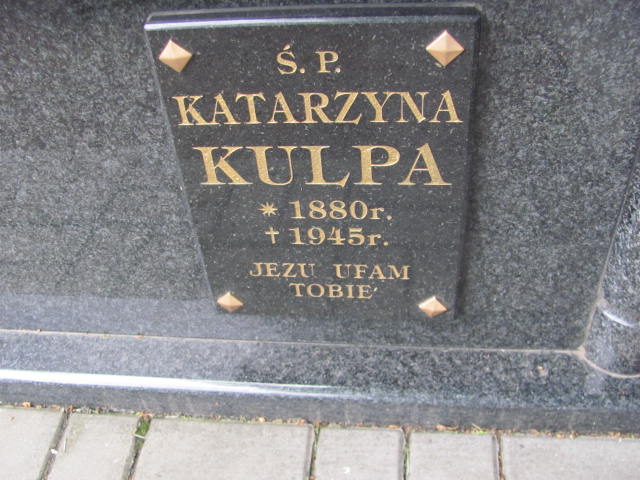 Ś. P.
KATARZYNA
KULPA
* 1880r.
† 1945r.
JEZU UFAM
TOBIE